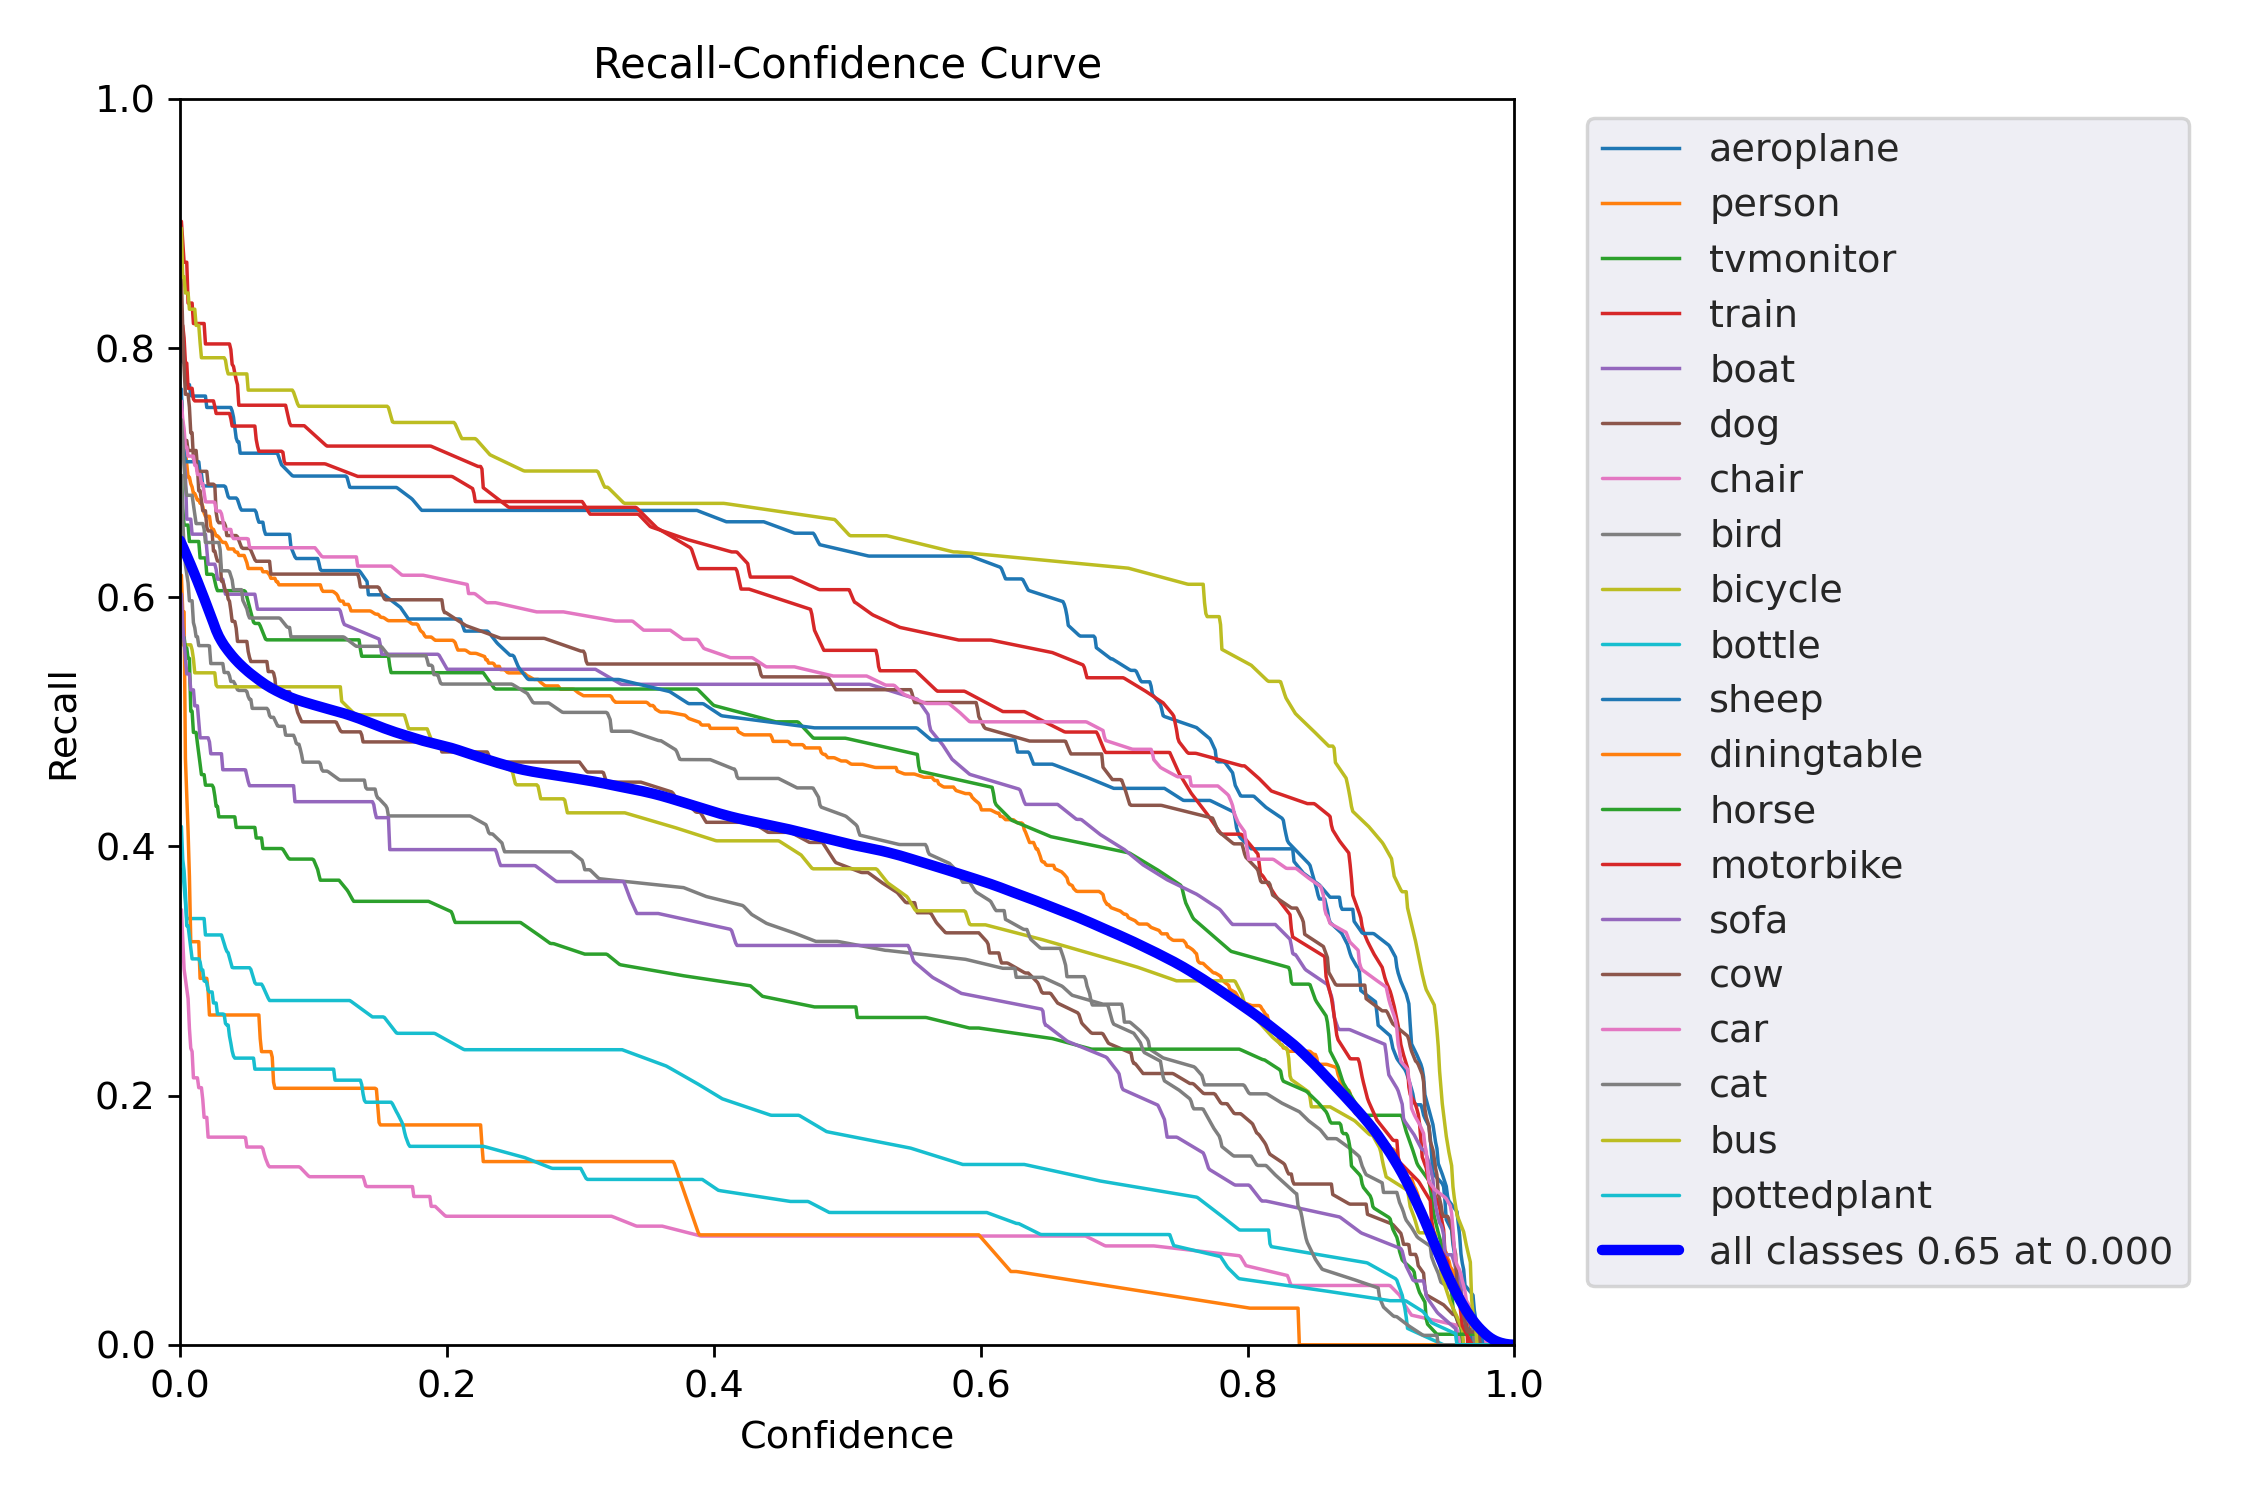 Recall-Confidence Curve
1.0
0.8
0.6
0.4
0.2
0.0
Recall
0.0 0.2 0.4 0.6 0.8 1.0
Confidence
aeroplane
person
tvmonitor
train
boat
dog
chair
bird
bicycle
bottle
sheep
diningtable
horse
motorbike
sofa
cow
car
cat
bus
pottedplant
all classes 0.65 at 0.000